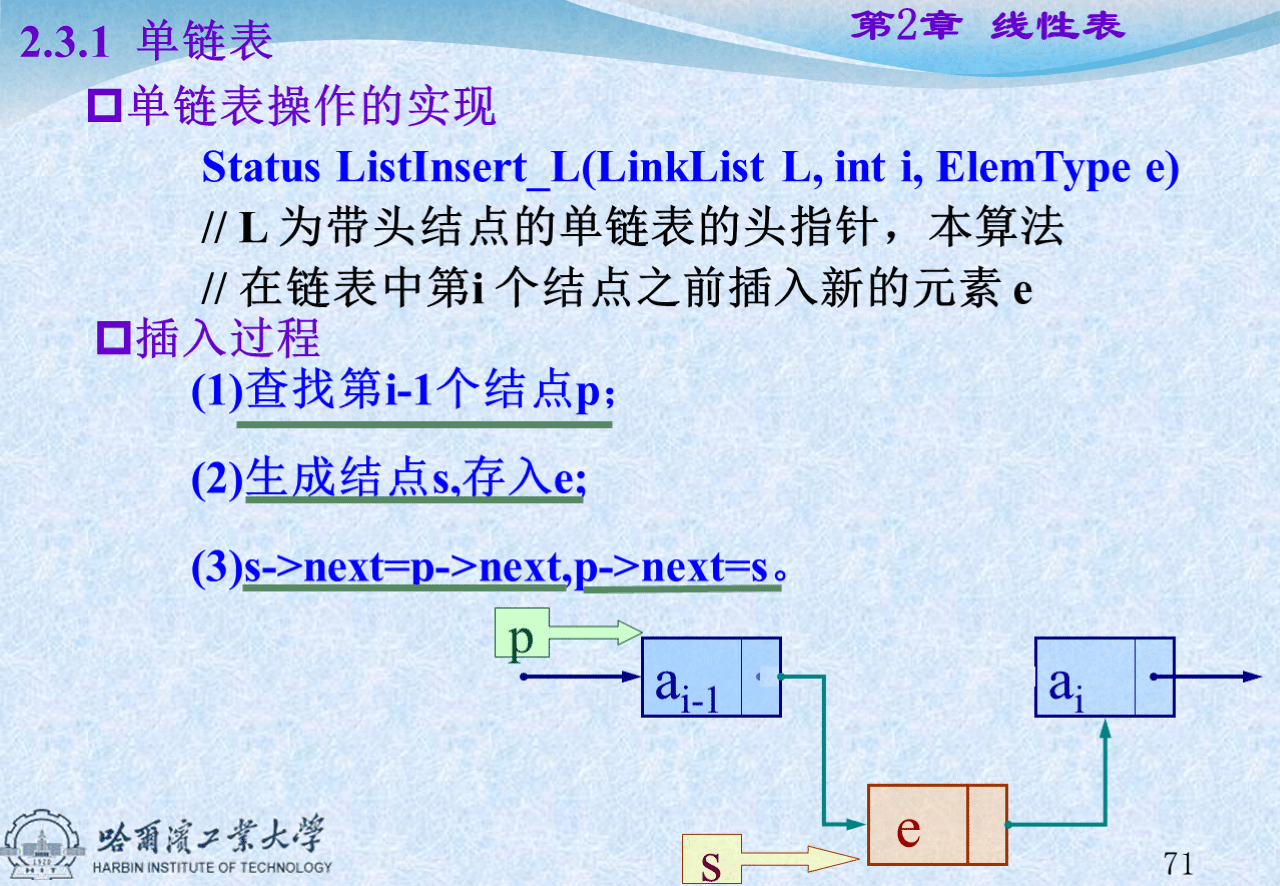 2.3.1 单链表
第2章 线性表
单链表操作的实现
Status ListInsert_L(LinkList L, int i, ElemType e)
// L 为带头结点的单链表的头指针，本算法
// 在链表中第i 个结点之前插入新的元素 e
插入过程
(1)查找第i-1个结点p；
(2)生成结点s,存入e;
(3)s->next=p->next,p->next=s。
p
ai-1
ai
e
s
哈爾濱工業大學
HARBIN INSTITUTE OF TECHNOLOGY
1920
HIT
71